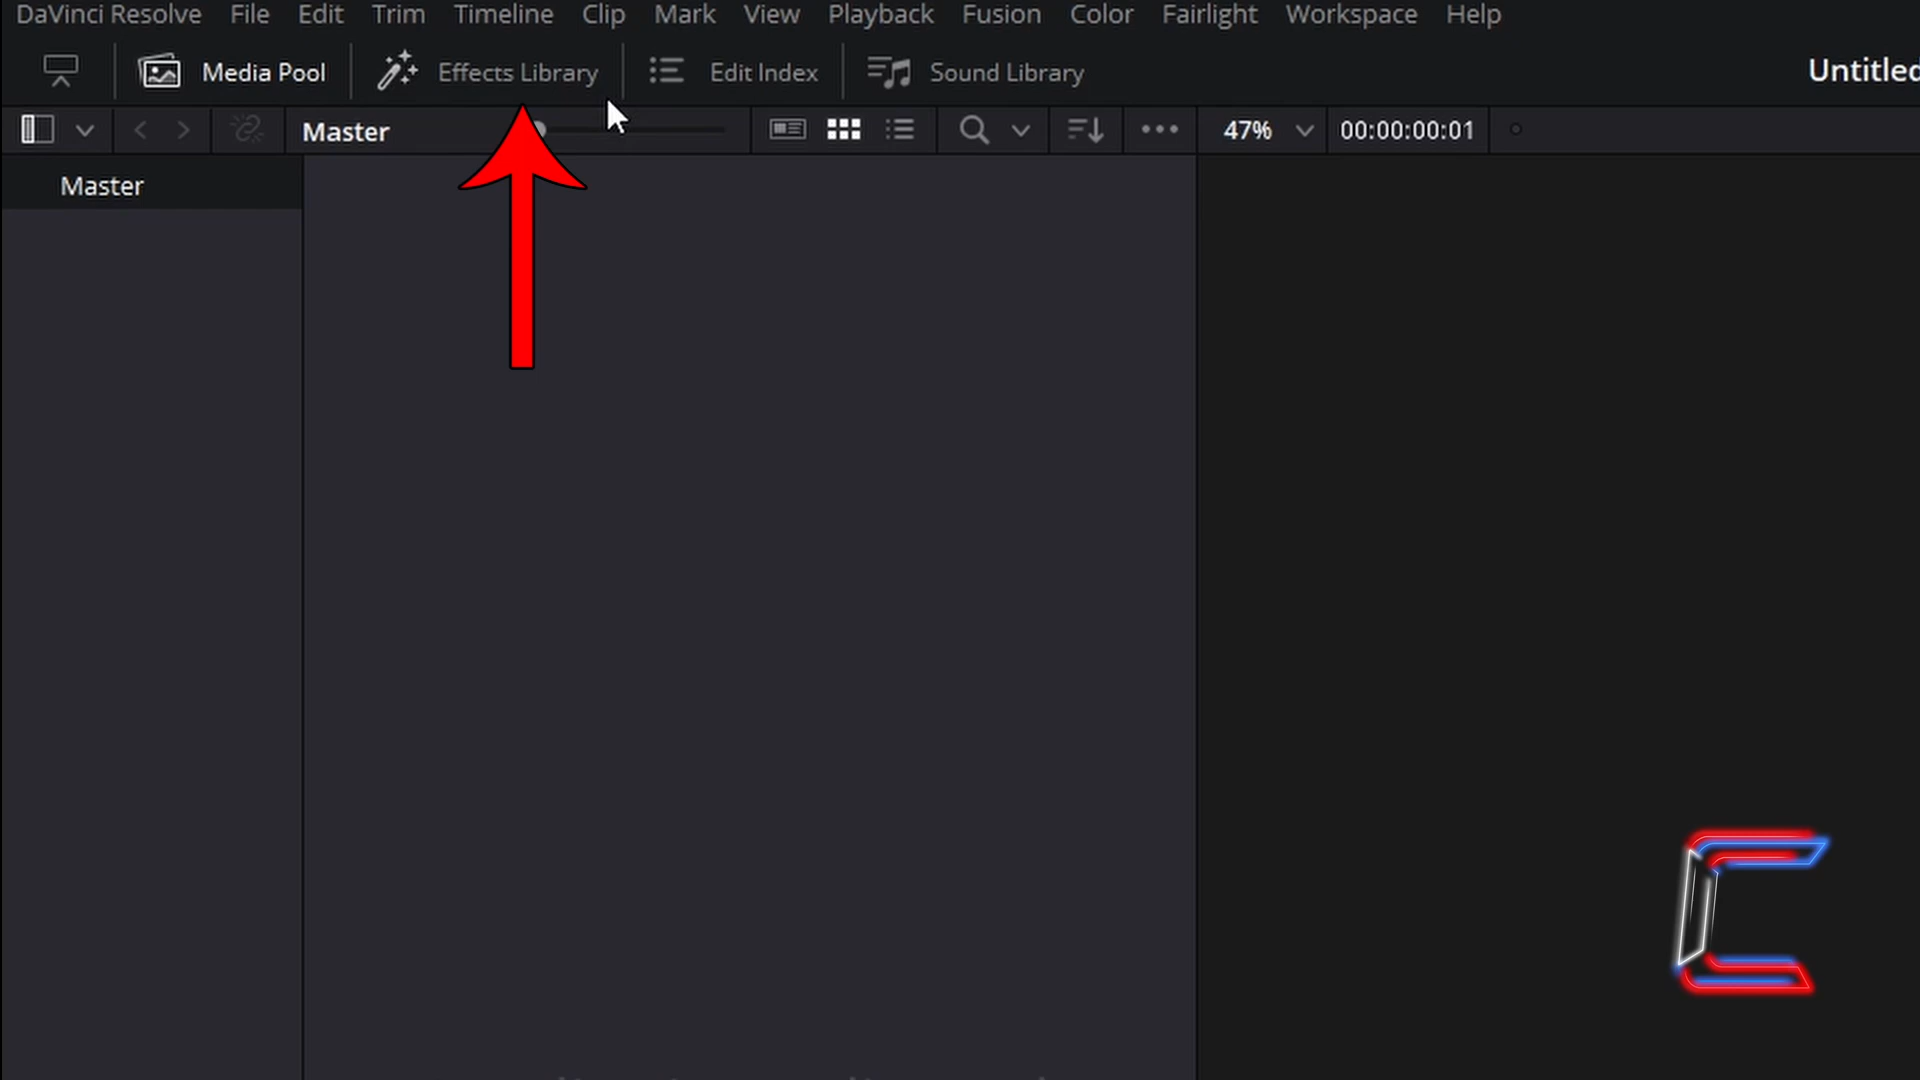 DaVinci Resolve File Edit Trim Timeline Clip Mark View Playback Fusion Color Fairlight Workspace Help
Media Pool Effects Library Edit Index Sound Library Untitled
Master 47% 00:00:00:01
Master